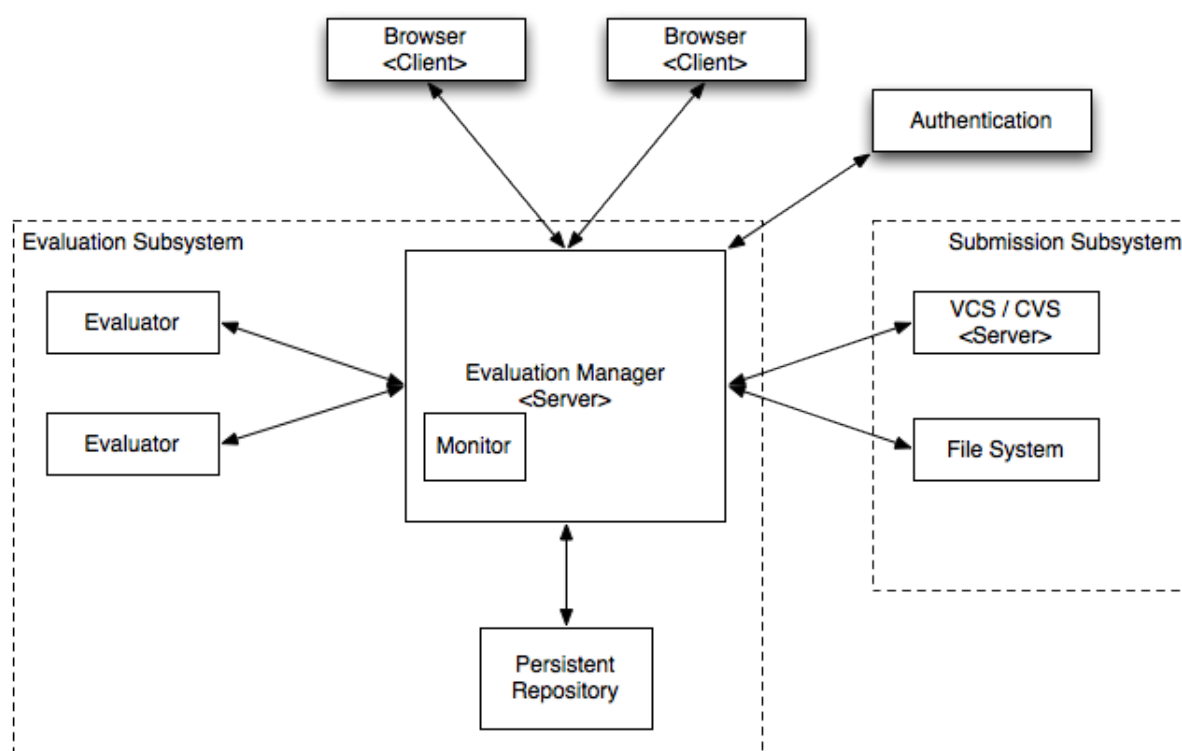 Browser
<Client>
Browser
<Client>
Authentication
Evaluation Subsystem
Submission Subsystem
Evaluator
VCS / CVS
<Server>
Evaluation Manager
<Server>
Evaluator
Monitor
File System
Persistent
Repository